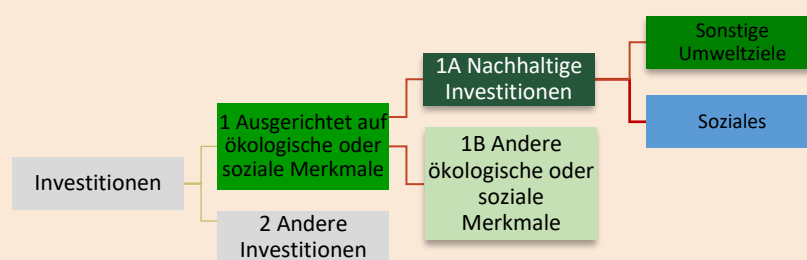 Investitionen
1 Ausgerichtet auf
ökologische oder
soziale Merkmale
2 Andere
Investitionen
1A Nachhaltige
Investitionen
1B Andere
ökologische oder
soziale
Merkmale
Sonstige
Umweltziele
Soziales